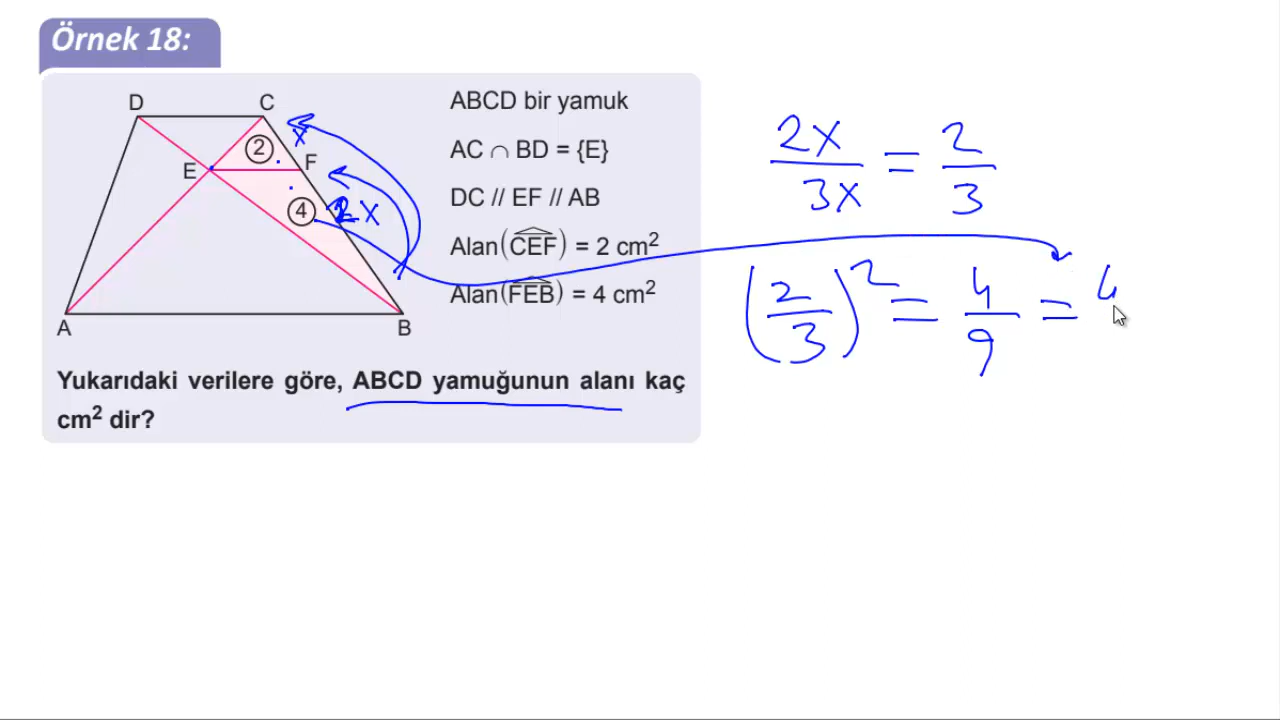 Örnek 18:
D
C
E
F
A
B
2
4
x
2x
ABCD bir yamuk
AC ∩ BD = {E}
DC // EF // AB
Alan(CEF) = 2 cm²
Alan(FEB) = 4 cm²
Yukarıdaki verilere göre, ABCD yamuğunun alanı kaç
cm² dir?
2x/3x = 2/3
(2/3)² = 4/9 = 4